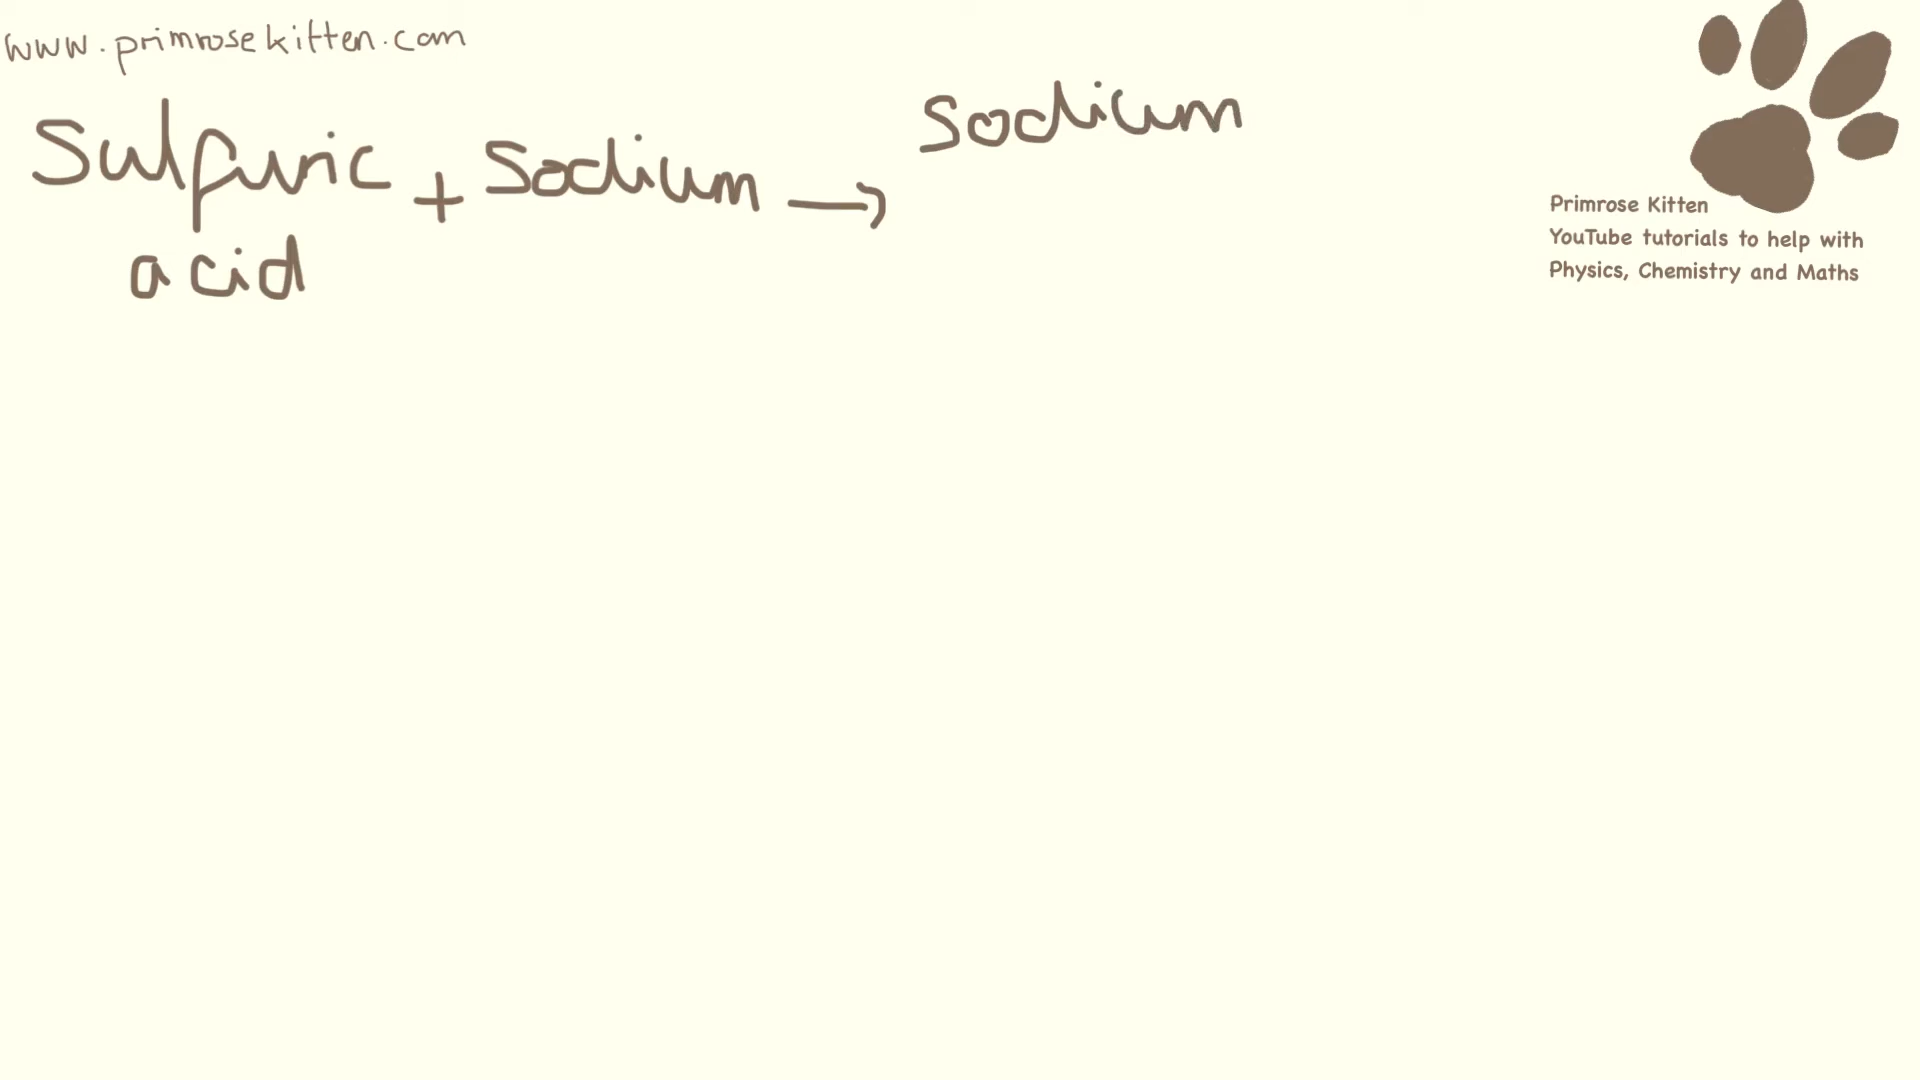 www.primrosekitten.com
Sulfuric + Sodium → Sodium
acid
Primrose Kitten
YouTube tutorials to help with
Physics, Chemistry and Maths